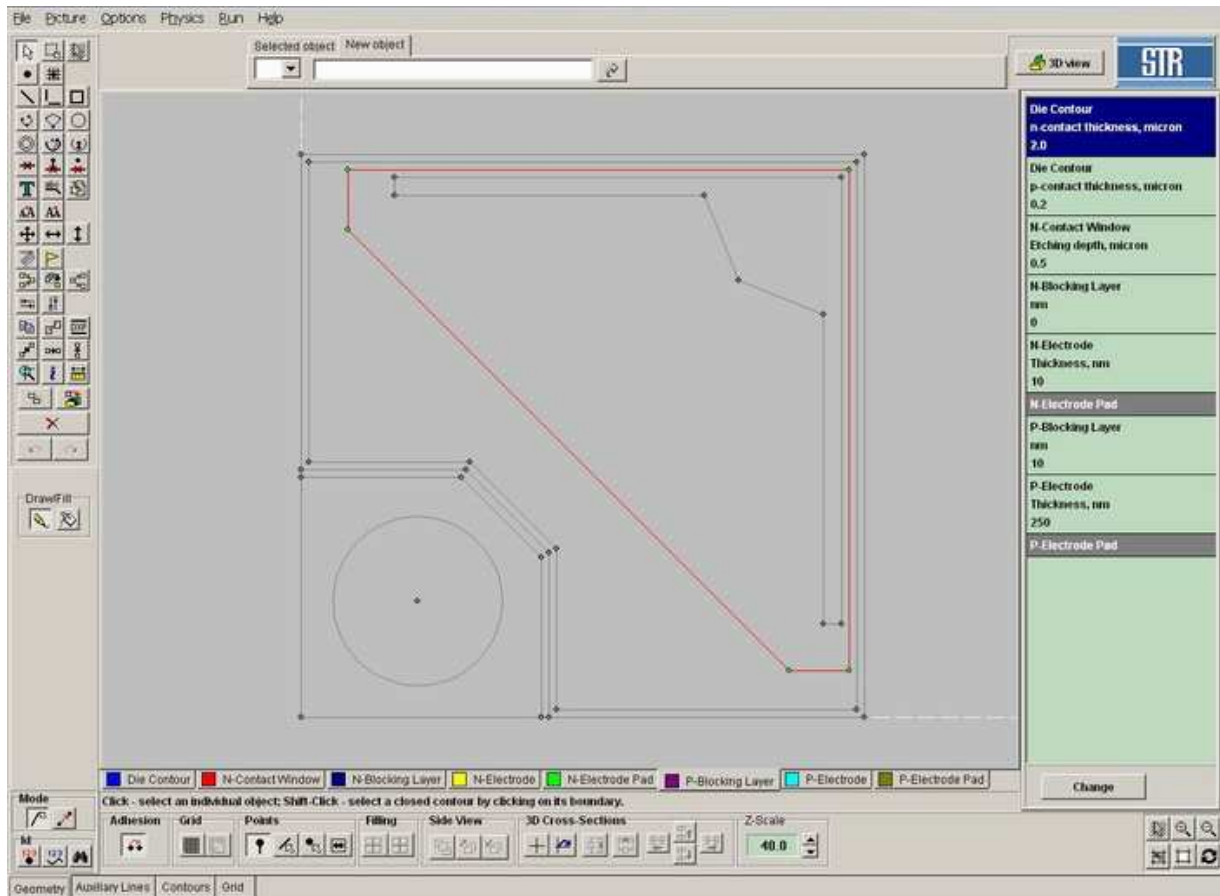 File Picture Options Physics Run Help
Selected object New object
3D view
STR
Die Contour
n-contact thickness, micron
2.0
Die Contour
p-contact thickness, micron
0.2
N-Contact Window
Etching depth, micron
0.5
N-Blocking Layer
nm
0
N-Electrode
Thickness, nm
10
N-Electrode Pad
P-Blocking Layer
nm
10
P-Electrode
Thickness, nm
250
P-Electrode Pad
Change
Draw/Fill
Die Contour N-Contact Window N-Blocking Layer N-Electrode N-Electrode Pad P-Blocking Layer P-Electrode P-Electrode Pad
Mode
Click - select an individual object; Shift-Click - select a closed contour by clicking on its boundary.
Adhesion Grid Points Filling Side View 3D Cross-Sections Z-Scale
40.0
Id
Geometry Auxiliary Lines Contours Grid